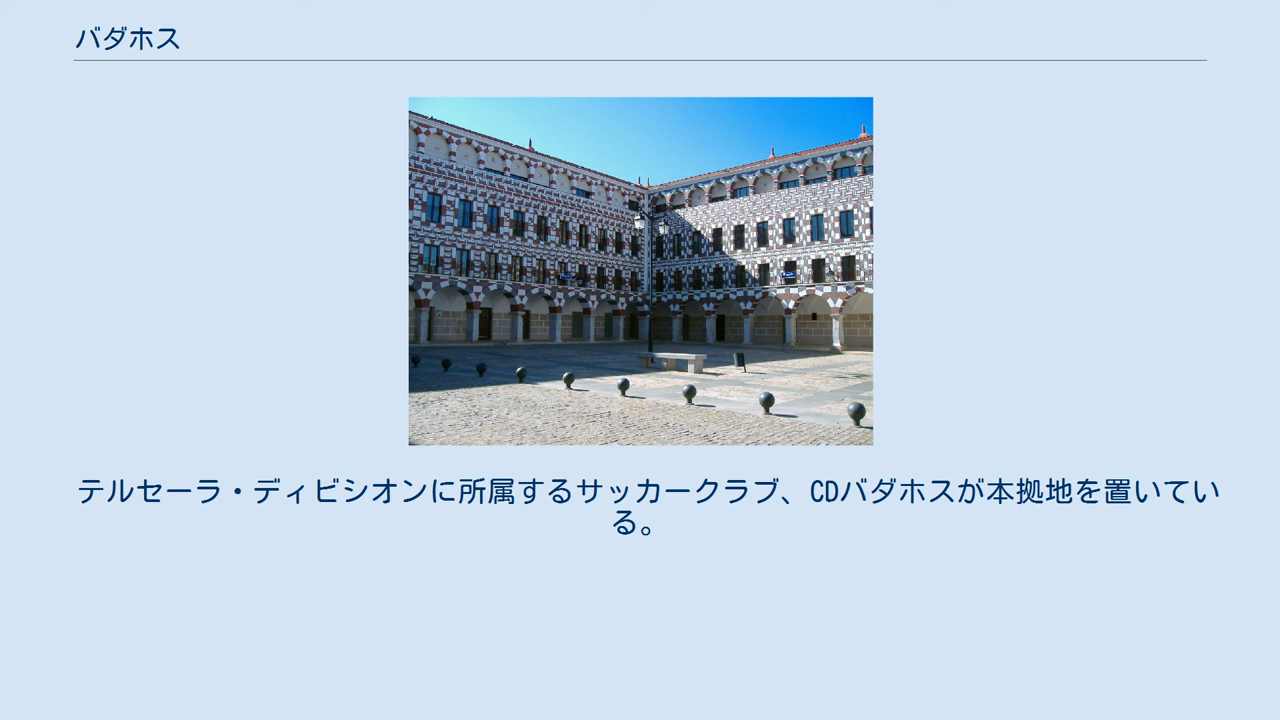 バダホス
テルセーラ・ディビシオンに所属するサッカークラブ、CDバダホスが本拠地を置いてい
る。